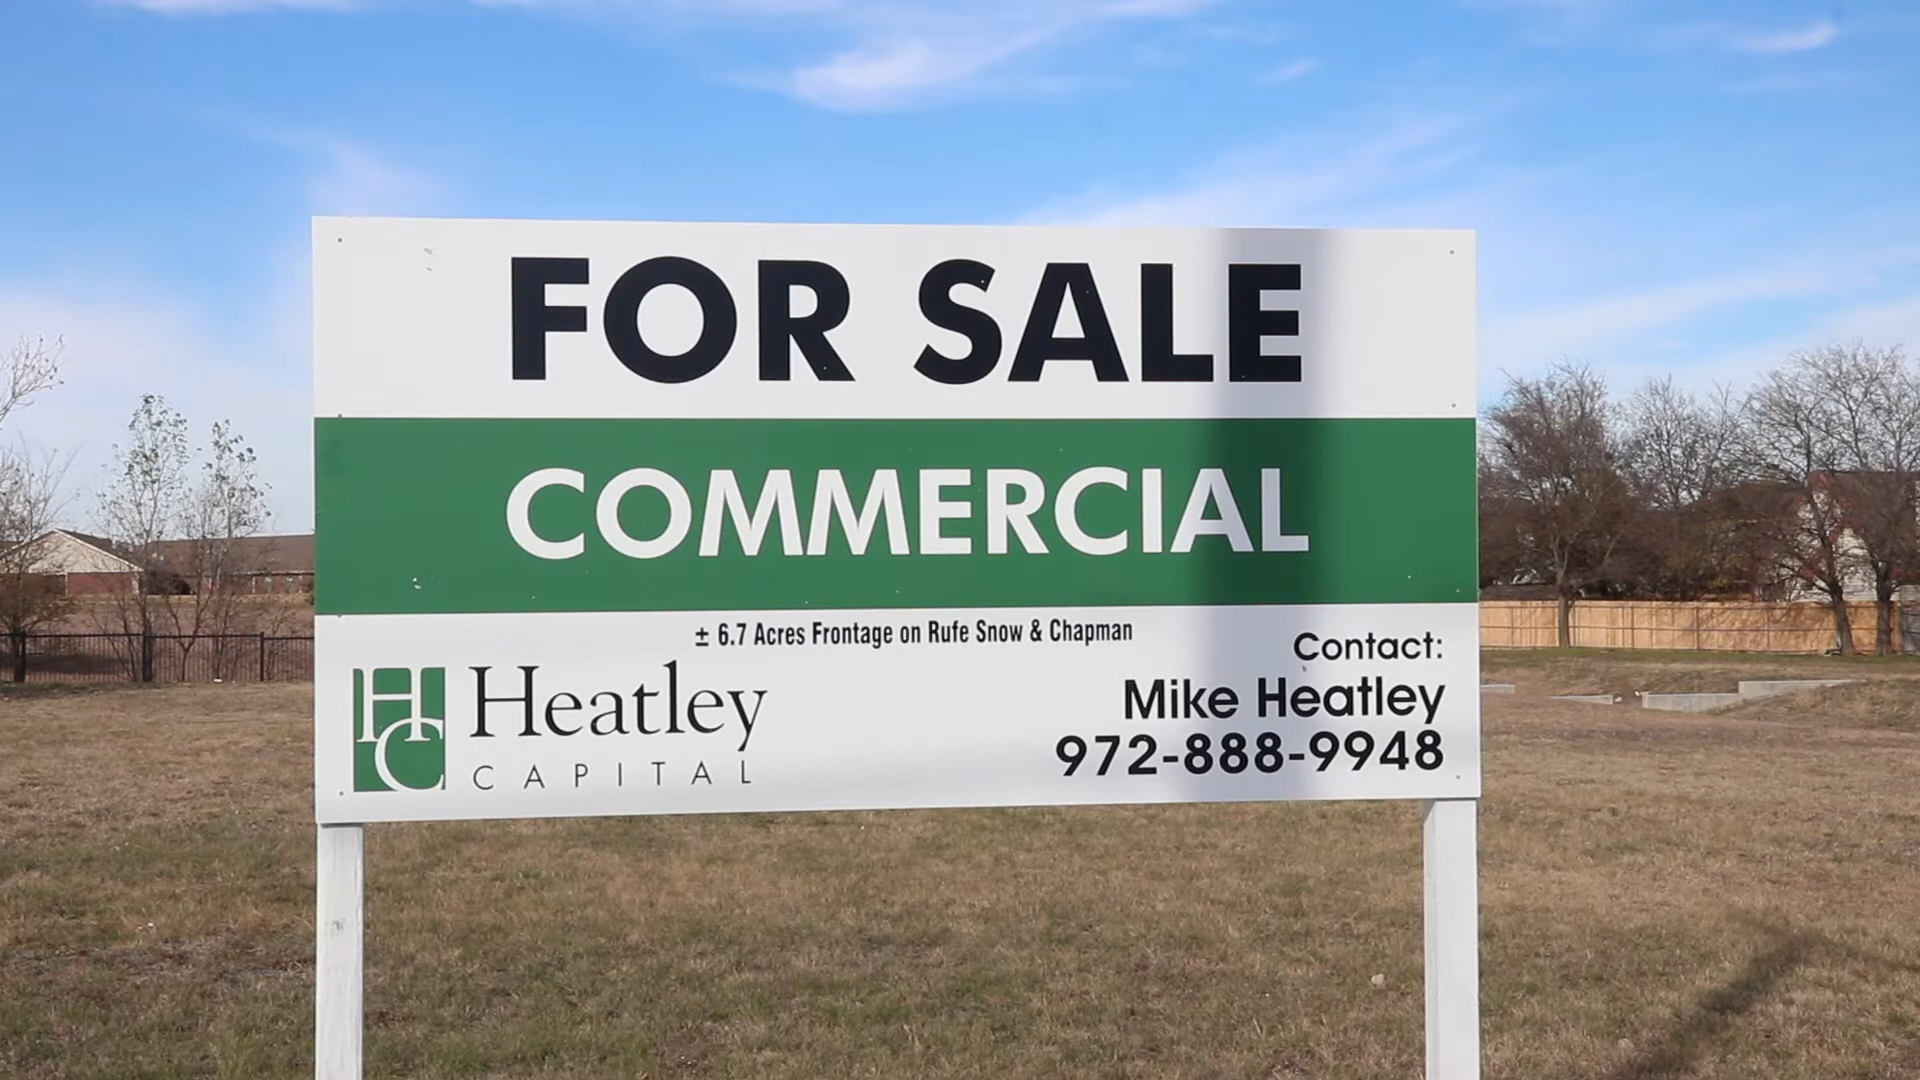 FOR SALE
COMMERCIAL
± 6.7 Acres Frontage on Rufe Snow & Chapman
HC
Heatley
CAPITAL
Contact:
Mike Heatley
972-888-9948